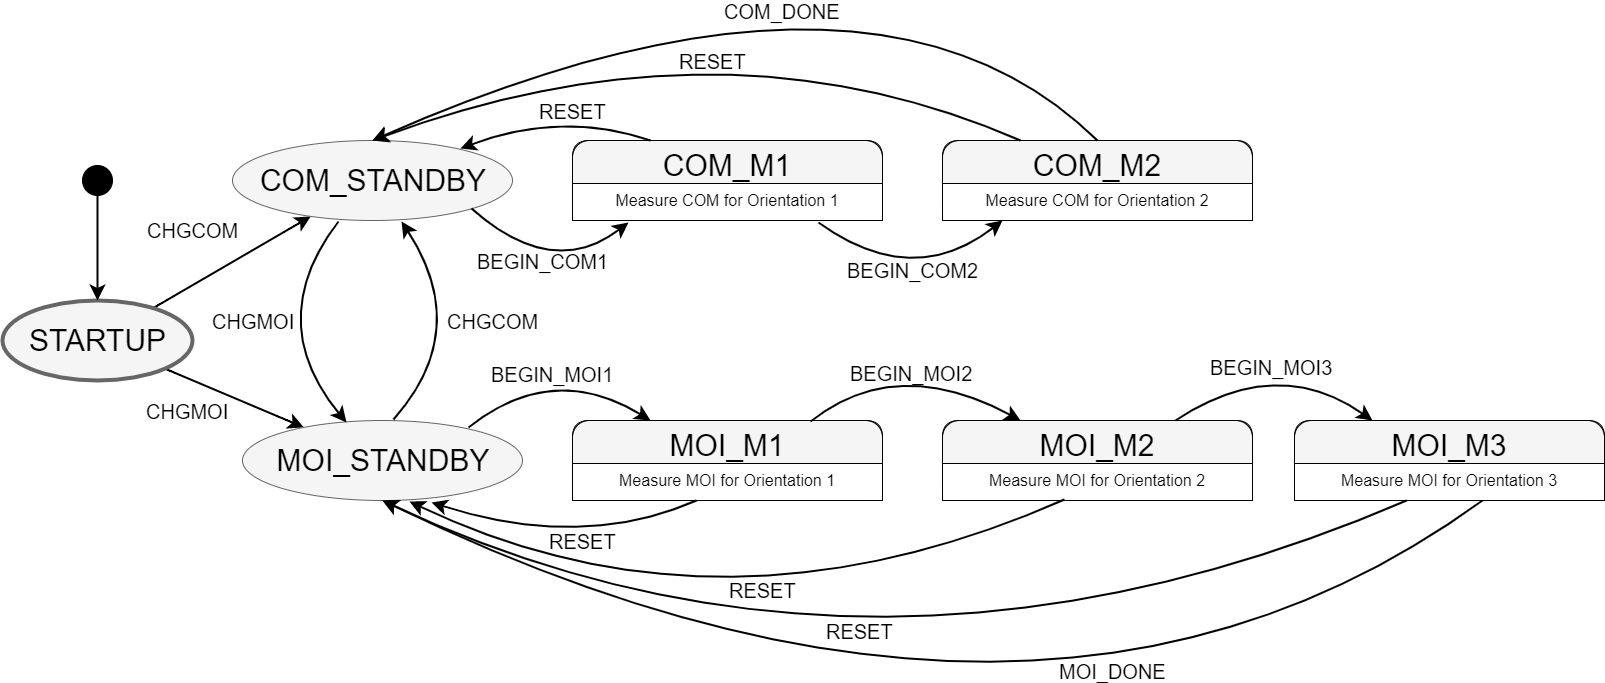 COM_DONE
RESET
RESET
COM_STANDBY
COM_M1
Measure COM for Orientation 1
COM_M2
Measure COM for Orientation 2
CHGCOM
BEGIN_COM1
BEGIN_COM2
STARTUP
CHGMOI
CHGCOM
CHGMOI
BEGIN_MOI1
BEGIN_MOI2
BEGIN_MOI3
MOI_STANDBY
MOI_M1
Measure MOI for Orientation 1
MOI_M2
Measure MOI for Orientation 2
MOI_M3
Measure MOI for Orientation 3
RESET
RESET
RESET
MOI_DONE